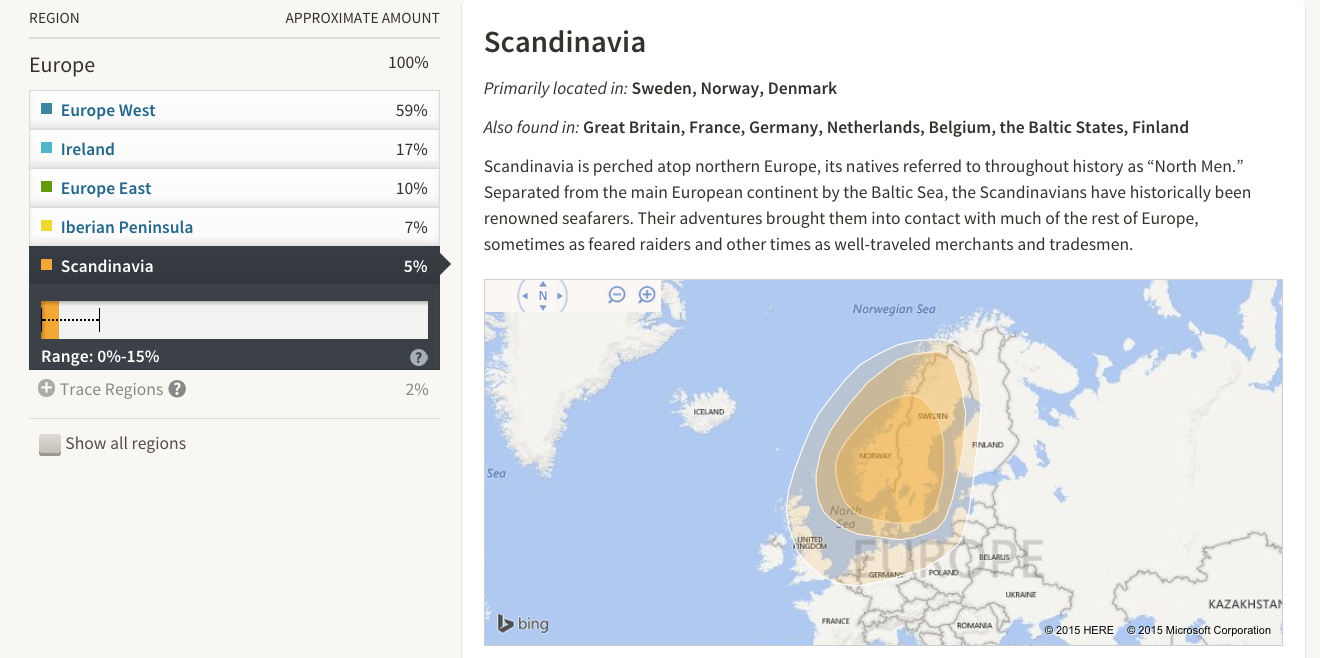 REGION APPROXIMATE AMOUNT
Europe 100%
Europe West 59%
Ireland 17%
Europe East 10%
Iberian Peninsula 7%
Scandinavia 5%
Range: 0%-15% ?
Trace Regions ? 2%
Show all regions
Scandinavia
Primarily located in: Sweden, Norway, Denmark
Also found in: Great Britain, France, Germany, Netherlands, Belgium, the Baltic States, Finland
Scandinavia is perched atop northern Europe, its natives referred to throughout history as “North Men.”
Separated from the main European continent by the Baltic Sea, the Scandinavians have historically been
renowned seafarers. Their adventures brought them into contact with much of the rest of Europe,
sometimes as feared raiders and other times as well-traveled merchants and tradesmen.
N
Norwegian Sea
ICELAND
SWEDEN
FINLAND
NORWAY
Sea
North
Sea
UNITED
KINGDOM
EUROPE
BELARUS
GERMANY
POLAND
UKRAINE
KAZAKHSTAN
FRANCE
ROMANIA
bing
© 2015 HERE © 2015 Microsoft Corporation